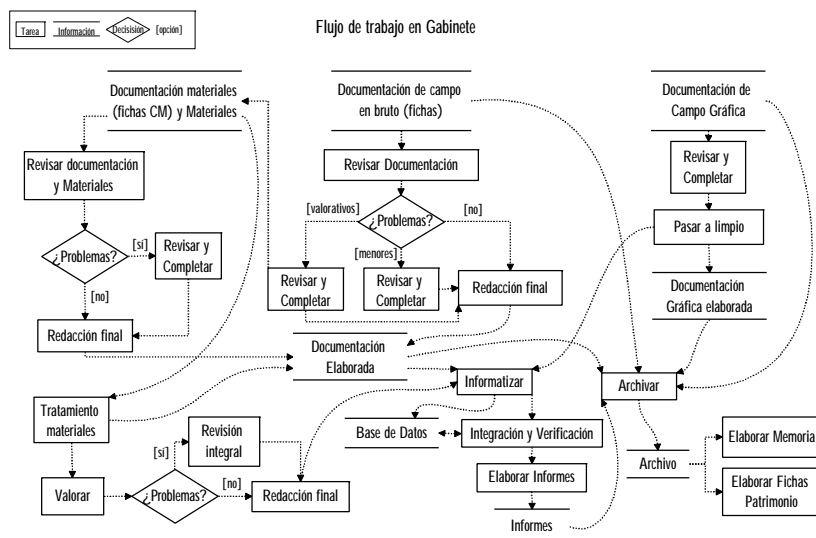 Flujo de trabajo en Gabinete
Tarea
Información
Decisisión
[opción]
Documentación materiales
(fichas CM) y Materiales
Documentación de campo
en bruto (fichas)
Documentación de
Campo Gráfica
Revisar documentación
y Materiales
Revisar Documentación
Revisar y
Completar
[valorativos]
¿Problemas?
[no]
[menores]
Pasar a limpio
¿Problemas?
[sí]
Revisar y
Completar
[no]
Revisar y
Completar
Revisar y
Completar
Redacción final
Documentación
Gráfica elaborada
Redacción final
Documentación
Elaborada
Informatizar
Archivar
Tratamiento
materiales
Revisión
integral
[sí]
Base de Datos
Integración y Verificación
Elaborar Memoria
Archivo
Elaborar Informes
Elaborar Fichas
Patrimonio
Valorar
¿Problemas?
[no]
Redacción final
Informes